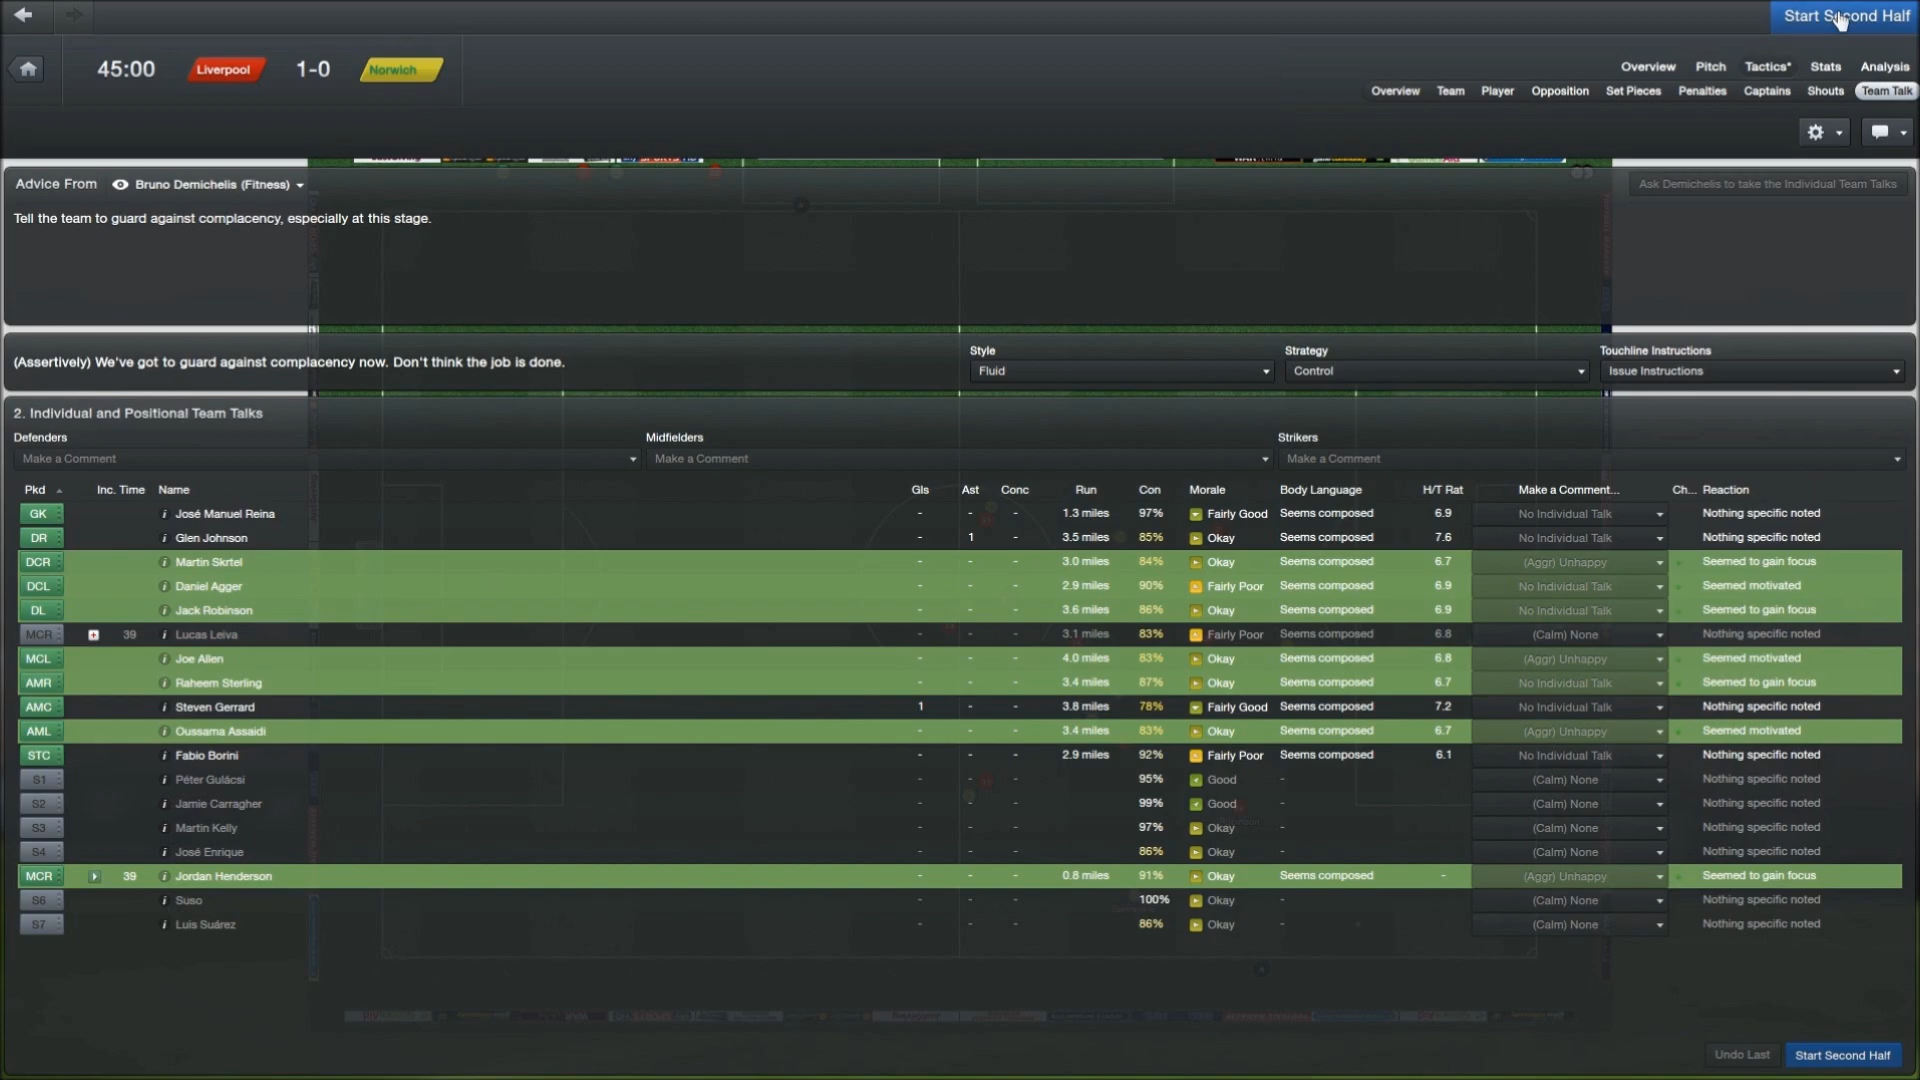 Start Second Half
45:00 Liverpool 1-0 Norwich
Overview Pitch Tactics* Stats Analysis
Overview Team Player Opposition Set Pieces Penalties Captains Shouts Team Talk
Advice From Bruno Demichelis (Fitness) Ask Demichelis to take the Individual Team Talks
Tell the team to guard against complacency, especially at this stage.
Style Strategy Touchline Instructions
(Assertively) We've got to guard against complacency now. Don't think the job is done.
Fluid Control Issue Instructions
2. Individual and Positional Team Talks
Defenders Midfielders Strikers
Make a Comment Make a Comment Make a Comment
Pkd Inc. Time Name Gls Ast Conc Run Con Morale Body Language H/T Rat Make a Comment... Ch... Reaction
GK i José Manuel Reina - - - 1.3 miles 97% Fairly Good Seems composed 6.9 No Individual Talk Nothing specific noted
DR i Glen Johnson - 1 - 3.5 miles 85% Okay Seems composed 7.6 No Individual Talk Nothing specific noted
DCR i Martin Skrtel - - - 3.0 miles 84% Okay Seems composed 6.7 (Aggr) Unhappy Seemed to gain focus
DCL i Daniel Agger - - - 2.9 miles 90% Fairly Poor Seems composed 6.9 No Individual Talk Seemed motivated
DL i Jack Robinson - - - 3.6 miles 86% Okay Seems composed 6.9 No Individual Talk Seemed to gain focus
MCR 39 i Lucas Leiva - - - 3.1 miles 83% Fairly Poor Seems composed 6.8 (Calm) None Nothing specific noted
MCL i Joe Allen - - - 4.0 miles 83% Okay Seems composed 6.8 (Aggr) Unhappy Seemed motivated
AMR i Raheem Sterling - - - 3.4 miles 87% Okay Seems composed 6.7 No Individual Talk Seemed to gain focus
AMC i Steven Gerrard 1 - - 3.8 miles 78% Fairly Good Seems composed 7.2 No Individual Talk Nothing specific noted
AML i Oussama Assaidi - - - 3.4 miles 83% Okay Seems composed 6.7 (Aggr) Unhappy Seemed motivated
STC i Fabio Borini - - - 2.9 miles 92% Fairly Poor Seems composed 6.1 No Individual Talk Nothing specific noted
S1 i Péter Gulácsi - - - 95% Good - (Calm) None Nothing specific noted
S2 i Jamie Carragher - - - 99% Good - (Calm) None Nothing specific noted
S3 i Martin Kelly - - - 97% Okay - (Calm) None Nothing specific noted
S4 i José Enrique - - - 86% Okay - (Calm) None Nothing specific noted
MCR 39 i Jordan Henderson - - - 0.8 miles 91% Okay Seems composed - (Aggr) Unhappy Seemed to gain focus
S6 i Suso - - - 100% Okay - (Calm) None Nothing specific noted
S7 i Luis Suárez - - - 86% Okay - (Calm) None Nothing specific noted
Undo Last Start Second Half